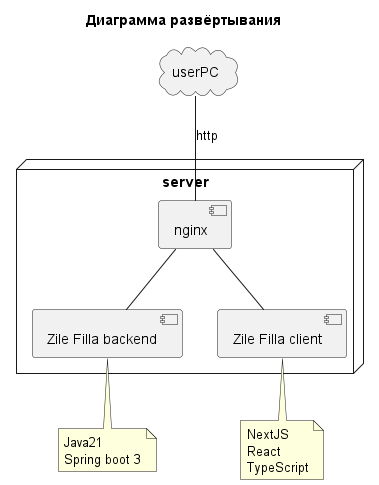 Диаграмма развёртывания
userPC
http
server
nginx
Zile Filla backend
Zile Filla client
Java21
Spring boot 3
NextJS
React
TypeScript